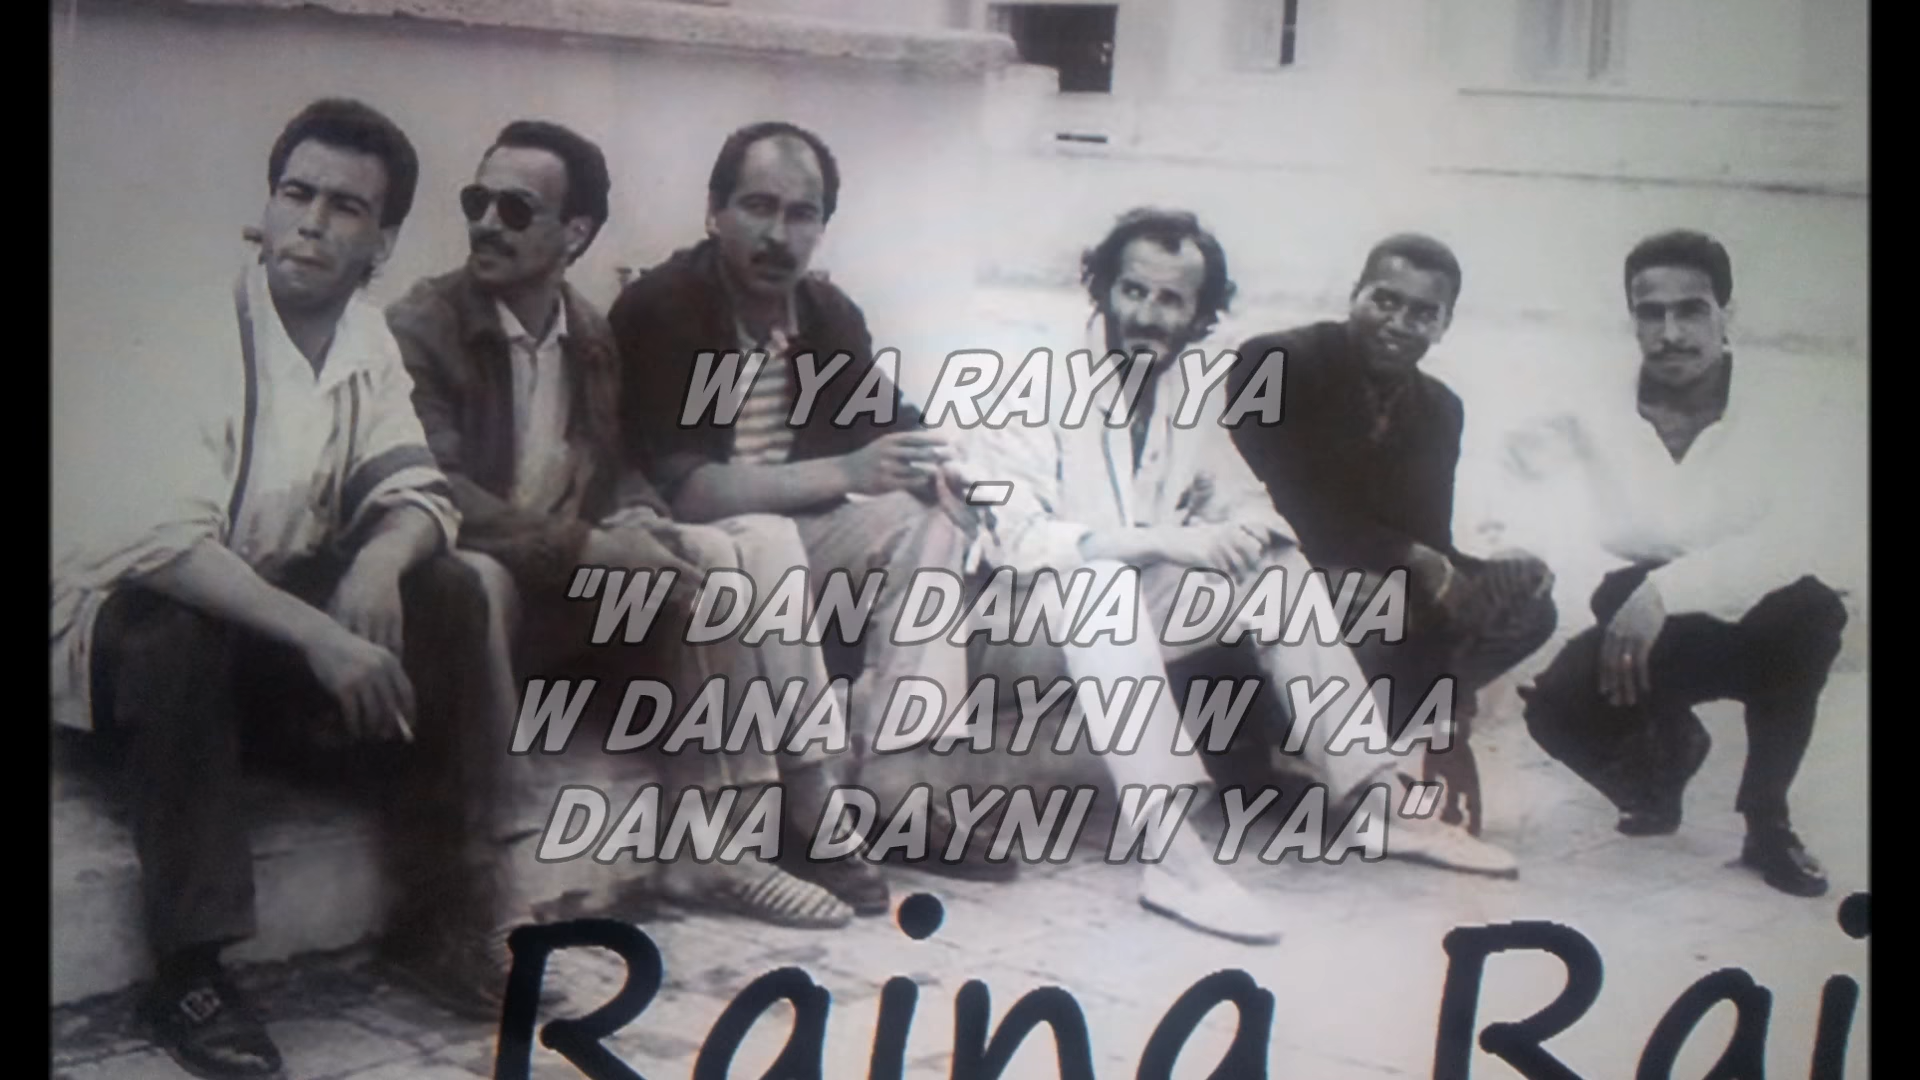 W YA RAYI YA
-
"W DAN DANA DANA
W DANA DAYNI W YAA
DANA DAYNI W YAA"
Raina Rai